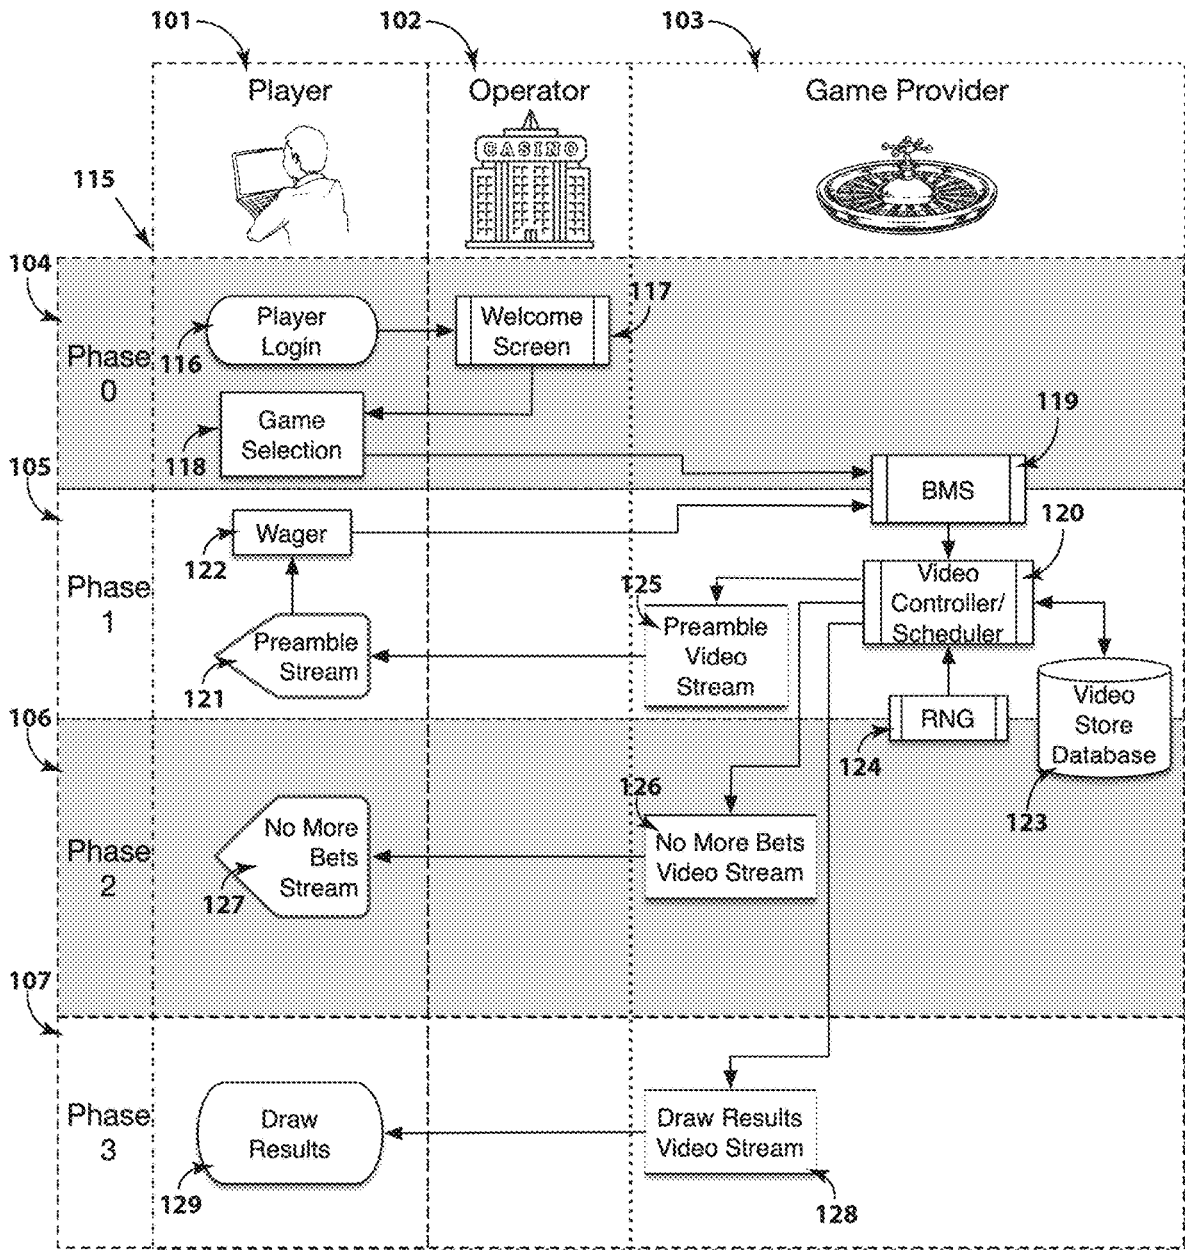 101
102
103
Player
Operator
Game Provider
CASINO
115
104
117
Player
Login
Welcome
Screen
116
Phase
0
119
Game
Selection
118
105
BMS
120
Wager
122
Video
Controller/
Scheduler
125
Phase
1
Preamble
Stream
Preamble
Video
Stream
121
Video
Store
Database
106
RNG
124
126
123
No More
Bets
Stream
No More Bets
Video Stream
Phase
2
127
107
Phase
3
Draw
Results
Draw Results
Video Stream
129
128